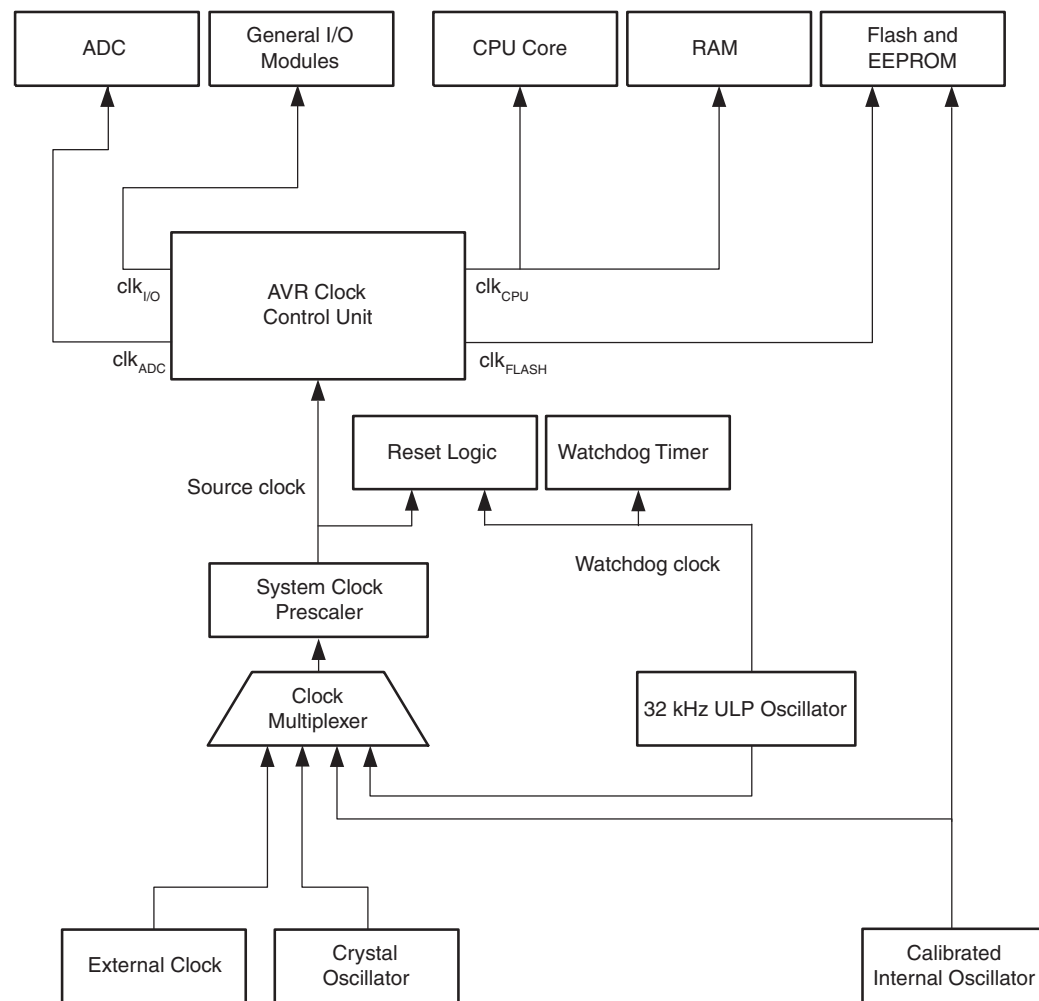 ADC
General I/O
Modules
CPU Core
RAM
Flash and
EEPROM
clkI/O
AVR Clock
Control Unit
clkCPU
clkADC
clkFLASH
Reset Logic
Watchdog Timer
Source clock
Watchdog clock
System Clock
Prescaler
Clock
Multiplexer
32 kHz ULP Oscillator
External Clock
Crystal
Oscillator
Calibrated
Internal Oscillator